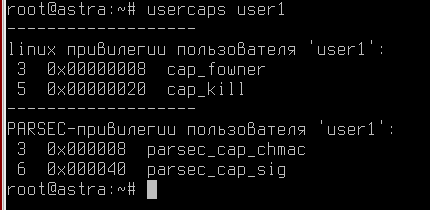 root@astra:~# usercaps user1
-------------------
linux привилегии пользователя 'user1':
3 0x00000008 cap_fowner
5 0x00000020 cap_kill
-------------------
PARSEC-привилегии пользователя 'user1':
3 0x000008 parsec_cap_chmac
6 0x000040 parsec_cap_sig
root@astra:~#